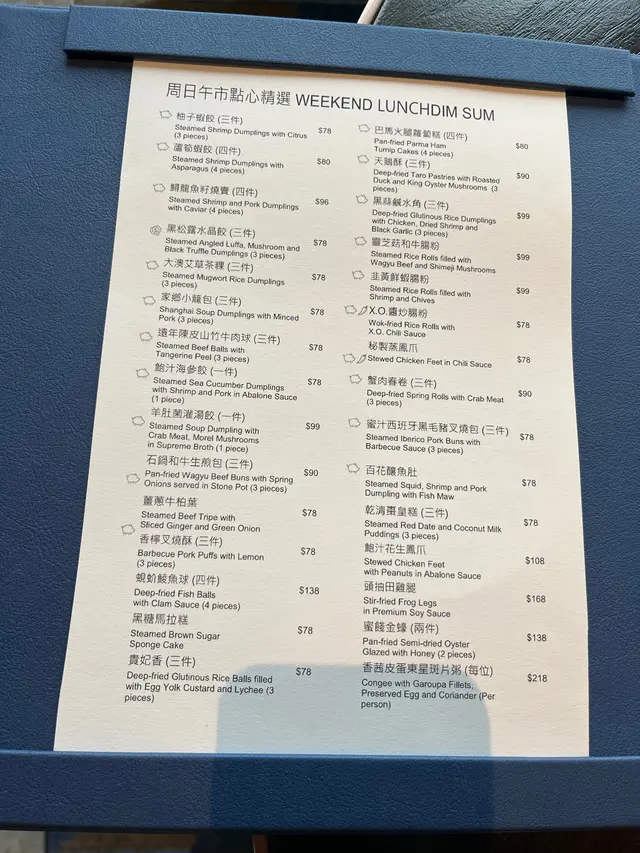 周日午市點心精選 WEEKEND LUNCHDIM SUM
柚子蝦餃 (三件)
Steamed Shrimp Dumplings with Citrus $78
(3 pieces)
蘆筍蝦餃 (四件)
Steamed Shrimp Dumplings with $80
Asparagus (4 pieces)
鱘龍魚籽燒賣 (四件)
Steamed Shrimp and Pork Dumplings $96
with Caviar (4 pieces)
黑松露水晶餃 (三件)
Steamed Angled Luffa, Mushroom and $78
Black Truffle Dumplings (3 pieces)
大澳艾草茶粿 (三件)
Steamed Mugwort Rice Dumplings $78
(3 pieces)
家鄉小籠包 (三件)
Shanghai Soup Dumplings with Minced $78
Pork (3 pieces)
遠年陳皮山竹牛肉球 (三件)
Steamed Beef Balls with $78
Tangerine Peel (3 pieces)
鮑汁海參餃 (一件)
Steamed Sea Cucumber Dumplings $78
with Shrimp and Pork in Abalone Sauce
(1 piece)
羊肚菌灌湯餃 (一件)
Steamed Soup Dumpling with $99
Crab Meat, Morel Mushrooms
in Supreme Broth (1 piece)
石鍋和牛生煎包 (三件)
Pan-fried Wagyu Beef Buns with Spring $90
Onions served in Stone Pot (3 pieces)
薑蔥牛柏葉
Steamed Beef Tripe with $78
Sliced Ginger and Green Onion
香檸叉燒酥 (三件)
Barbecue Pork Puffs with Lemon $78
(3 pieces)
蜆蚧鯪魚球 (四件)
Deep-fried Fish Balls $138
with Clam Sauce (4 pieces)
黑糖馬拉糕
Steamed Brown Sugar $78
Sponge Cake
貴妃香 (三件)
Deep-fried Glutinous Rice Balls filled $78
with Egg Yolk Custard and Lychee (3
pieces)
巴馬火腿蘿蔔糕 (四件)
Pan-fried Parma Ham $80
Turnip Cakes (4 pieces)
天鵝酥 (三件)
Deep-fried Taro Pastries with Roasted $90
Duck and King Oyster Mushrooms (3
pieces)
黑蒜鹹水角 (三件)
Deep-fried Glutinous Rice Dumplings $99
with Chicken, Dried Shrimp and
Black Garlic (3 pieces)
靈芝菇和牛腸粉
Steamed Rice Rolls filled with $99
Wagyu Beef and Shimeji Mushrooms
韭黃鮮蝦腸粉
Steamed Rice Rolls filled with $99
Shrimp and Chives
X.O.醬炒腸粉
Wok-fried Rice Rolls with $78
X.O. Chili Sauce
秘製蒸鳳爪
Stewed Chicken Feet in Chili Sauce $78
蟹肉春卷 (三件)
Deep-fried Spring Rolls with Crab Meat $90
(3 pieces)
蜜汁西班牙黑毛豬叉燒包 (三件)
Steamed Iberico Pork Buns with $78
Barbecue Sauce (3 pieces)
百花釀魚肚
Steamed Squid, Shrimp and Pork $78
Dumpling with Fish Maw
乾清棗皇糕 (三件)
Steamed Red Date and Coconut Milk $78
Puddings (3 pieces)
鮑汁花生鳳爪
Stewed Chicken Feet $108
with Peanuts in Abalone Sauce
頭抽田雞腿
Stir-fried Frog Legs $168
in Premium Soy Sauce
蜜餞金蠔 (兩件)
Pan-fried Semi-dried Oyster $138
Glazed with Honey (2 pieces)
香茜皮蛋東星斑片粥 (每位)
Congee with Garoupa Fillets, $218
Preserved Egg and Coriander (Per
person)